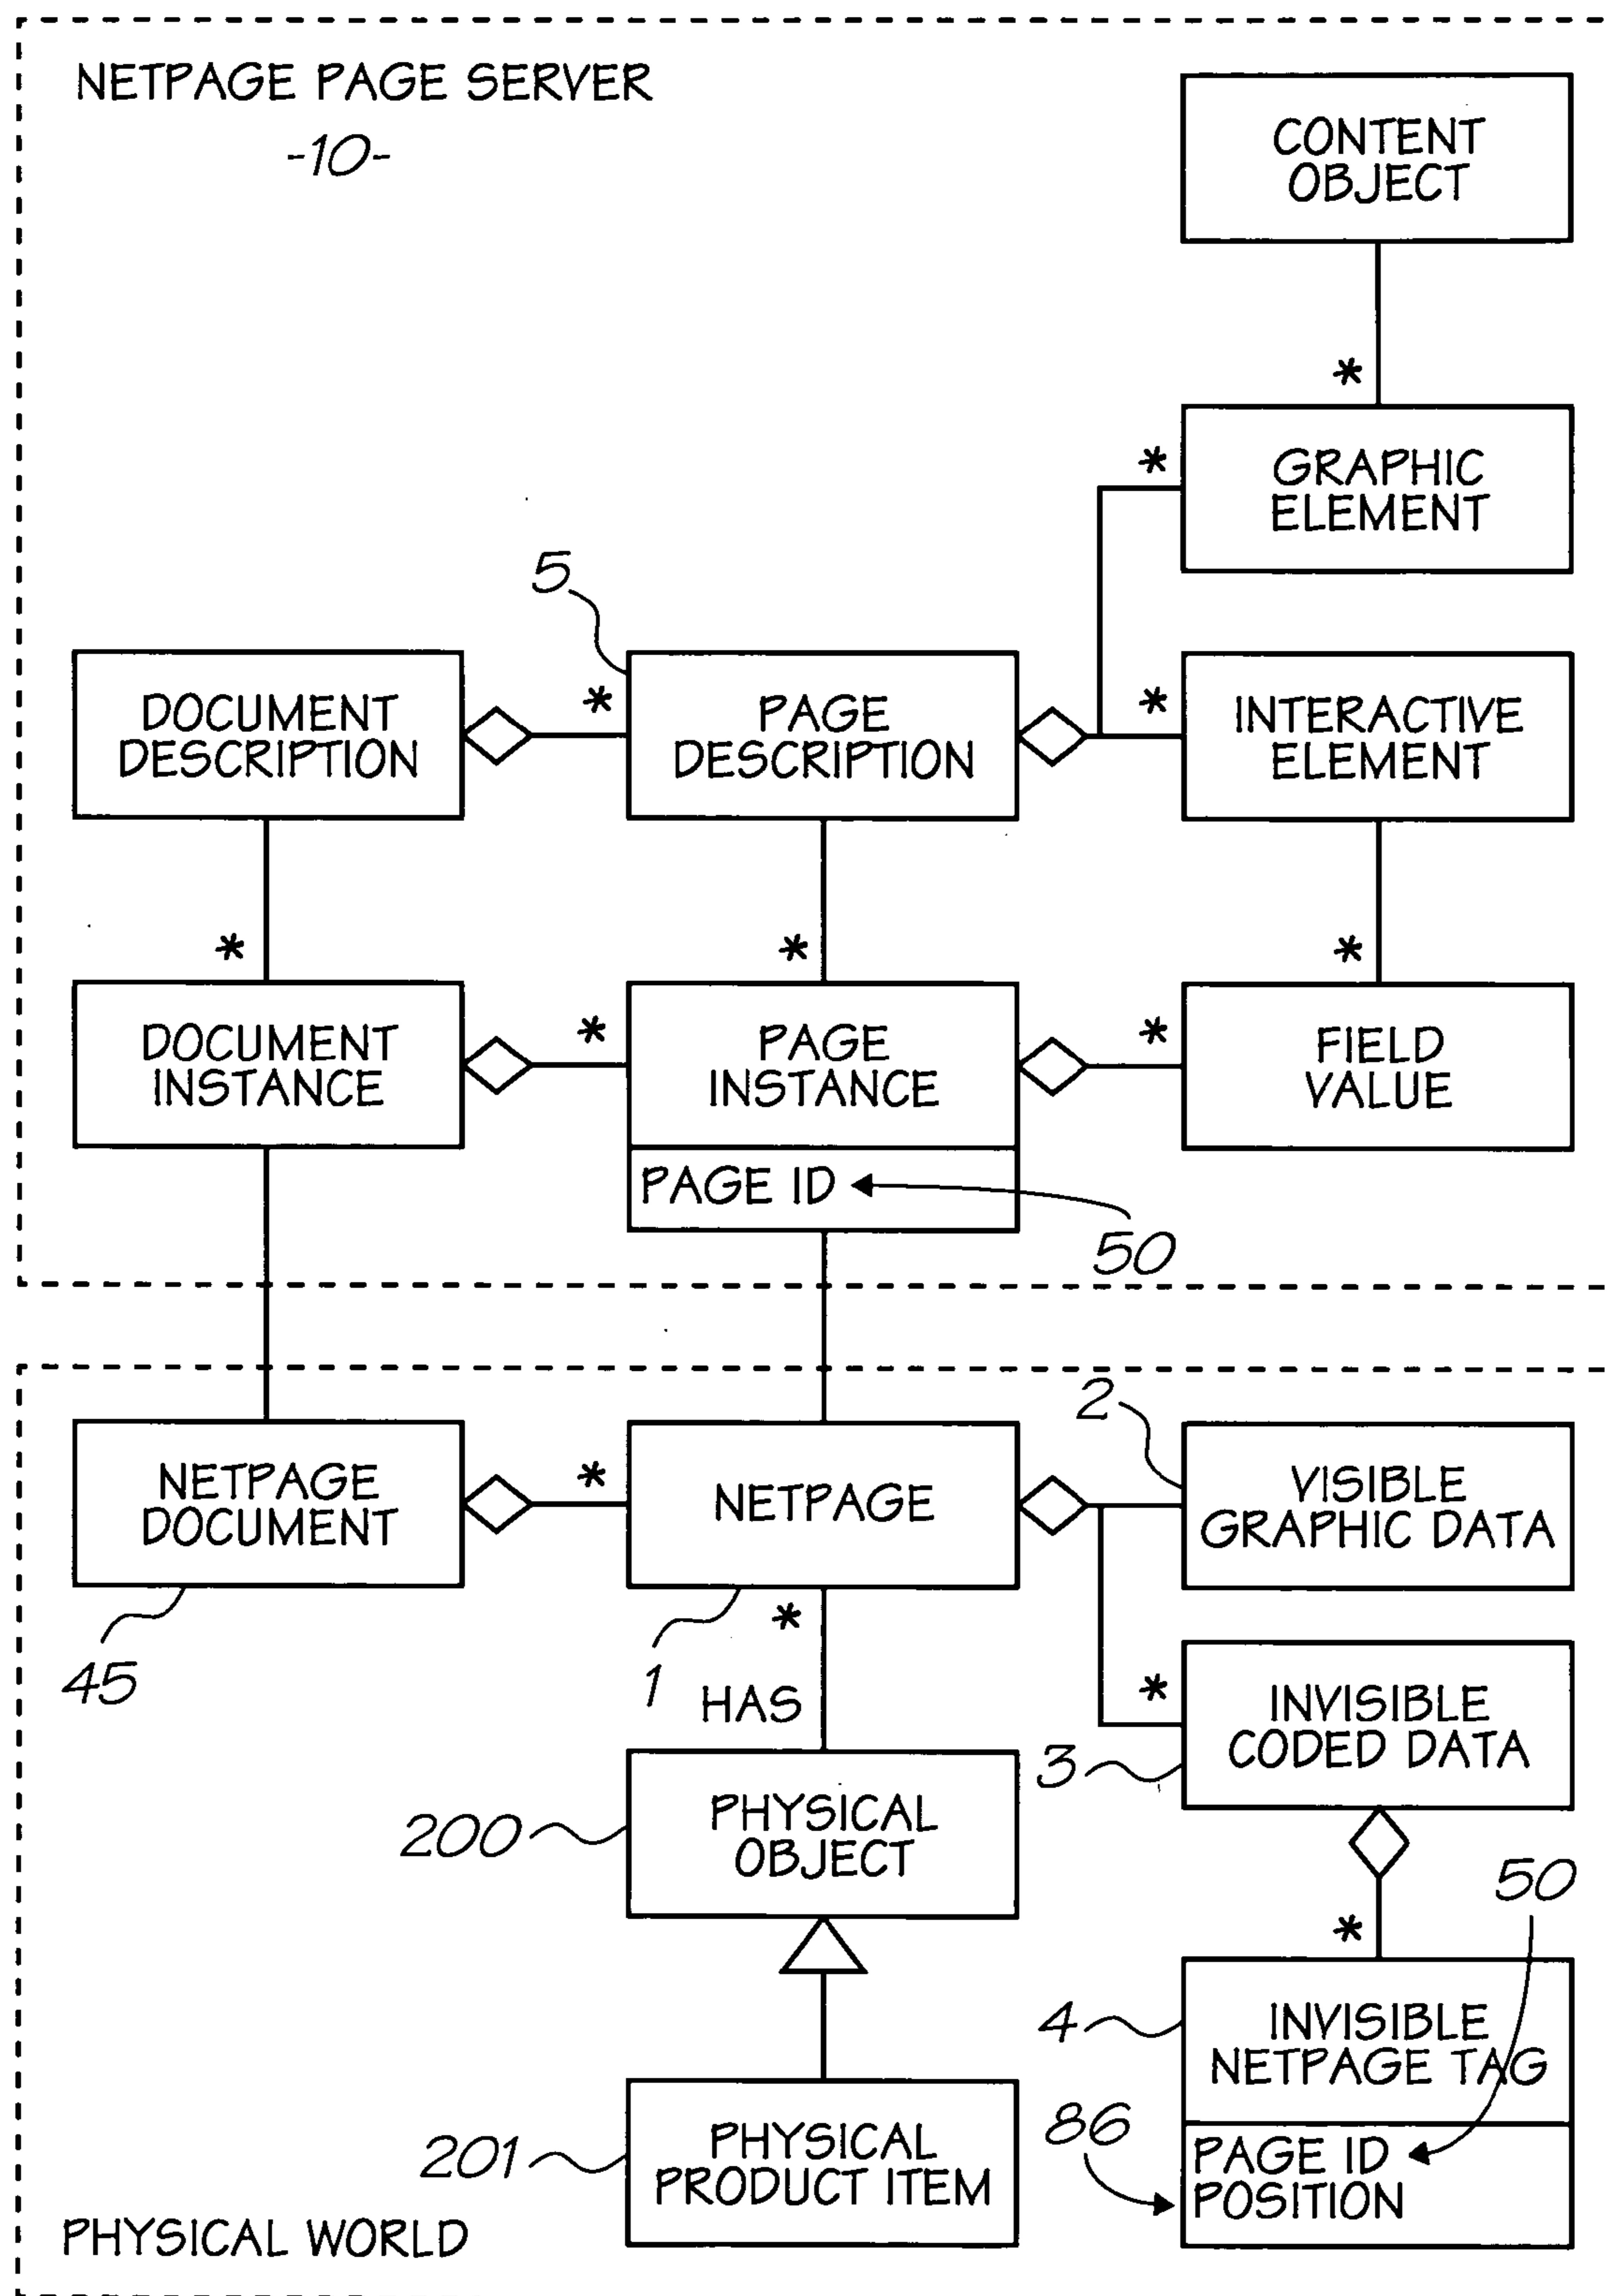 NETPAGE PAGE SERVER
-10-
CONTENT
OBJECT
*
GRAPHIC
ELEMENT
*
5
DOCUMENT
DESCRIPTION
*
PAGE
DESCRIPTION
*
INTERACTIVE
ELEMENT
*
*
*
DOCUMENT
INSTANCE
*
PAGE
INSTANCE
*
FIELD
VALUE
PAGE ID
50
2
NETPAGE
DOCUMENT
*
NETPAGE
VISIBLE
GRAPHIC DATA
45
1
*
HAS
*
INVISIBLE
CODED DATA
3
200
PHYSICAL
OBJECT
50
*
4
INVISIBLE
NETPAGE TAG
86
PAGE ID
POSITION
201
PHYSICAL
PRODUCT ITEM
PHYSICAL WORLD